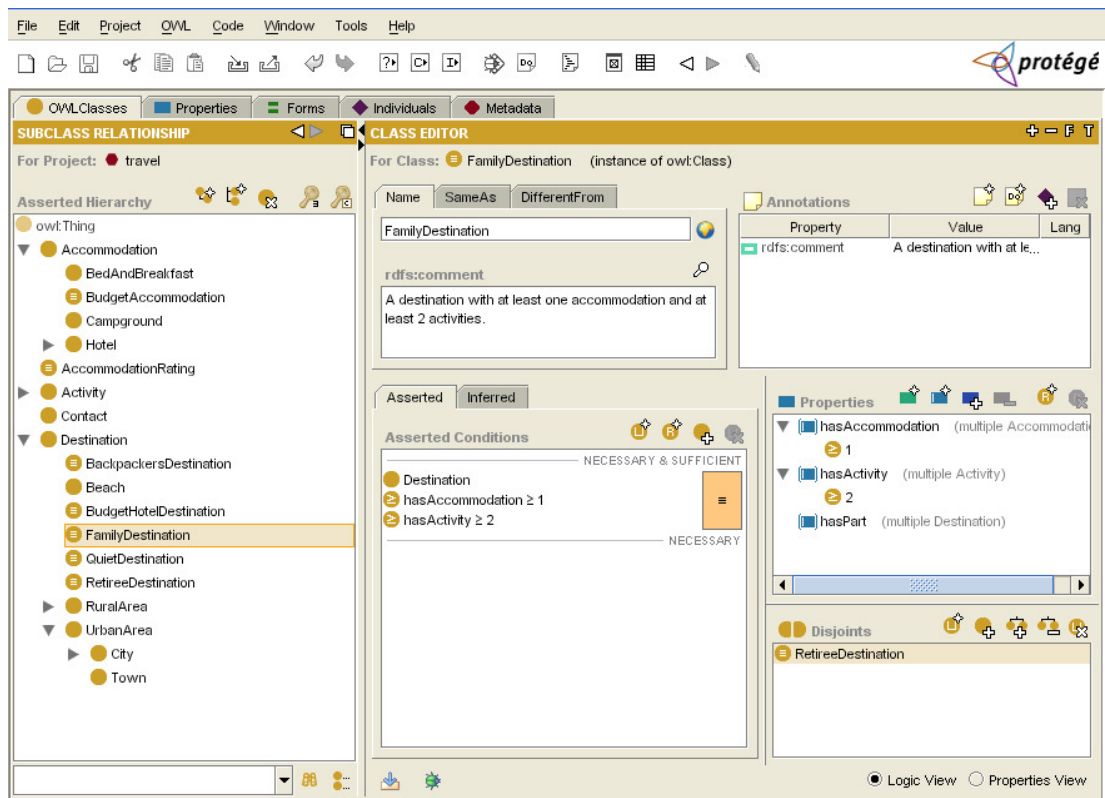 File Edit Project OWL Code Window Tools Help
protégé
OWLClasses Properties Forms Individuals Metadata
SUBCLASS RELATIONSHIP
For Project: travel
Asserted Hierarchy
owl:Thing
Accommodation
BedAndBreakfast
BudgetAccommodation
Campground
Hotel
AccommodationRating
Activity
Contact
Destination
BackpackersDestination
Beach
BudgetHotelDestination
FamilyDestination
QuietDestination
RetireeDestination
RuralArea
UrbanArea
City
Town
CLASS EDITOR
For Class: FamilyDestination (instance of owl:Class)
Name SameAs DifferentFrom
FamilyDestination
rdfs:comment
A destination with at least one accommodation and at
least 2 activities.
Annotations
Property Value Lang
rdfs:comment A destination with at le...
Asserted Inferred
Asserted Conditions
NECESSARY & SUFFICIENT
Destination
hasAccommodation ≥ 1
hasActivity ≥ 2
≡
NECESSARY
Properties
hasAccommodation (multiple Accommodati
≥ 1
hasActivity (multiple Activity)
≥ 2
hasPart (multiple Destination)
Disjoints
RetireeDestination
Logic View Properties View